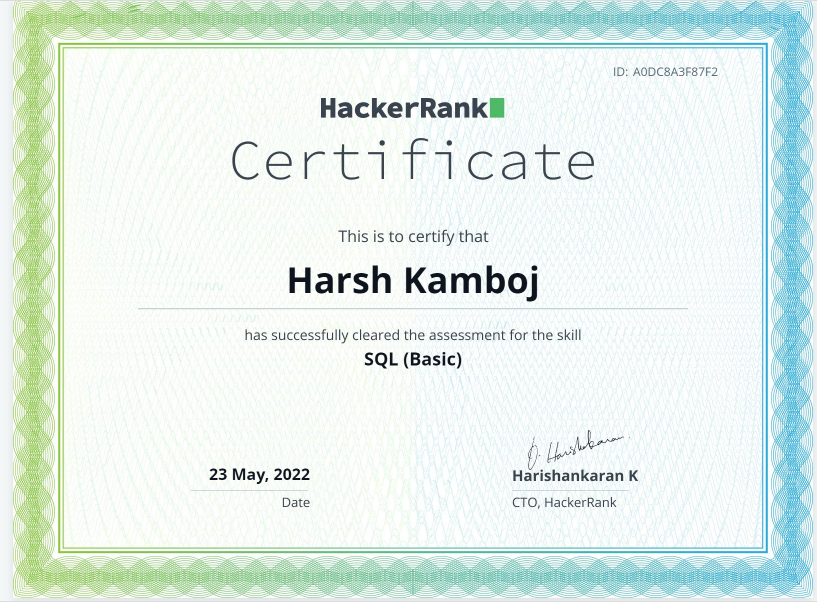 ID: A0DC8A3F87F2
HackerRank
Certificate
This is to certify that
Harsh Kamboj
has successfully cleared the assessment for the skill
SQL (Basic)
23 May, 2022
Date
Harishankaran K
CTO, HackerRank